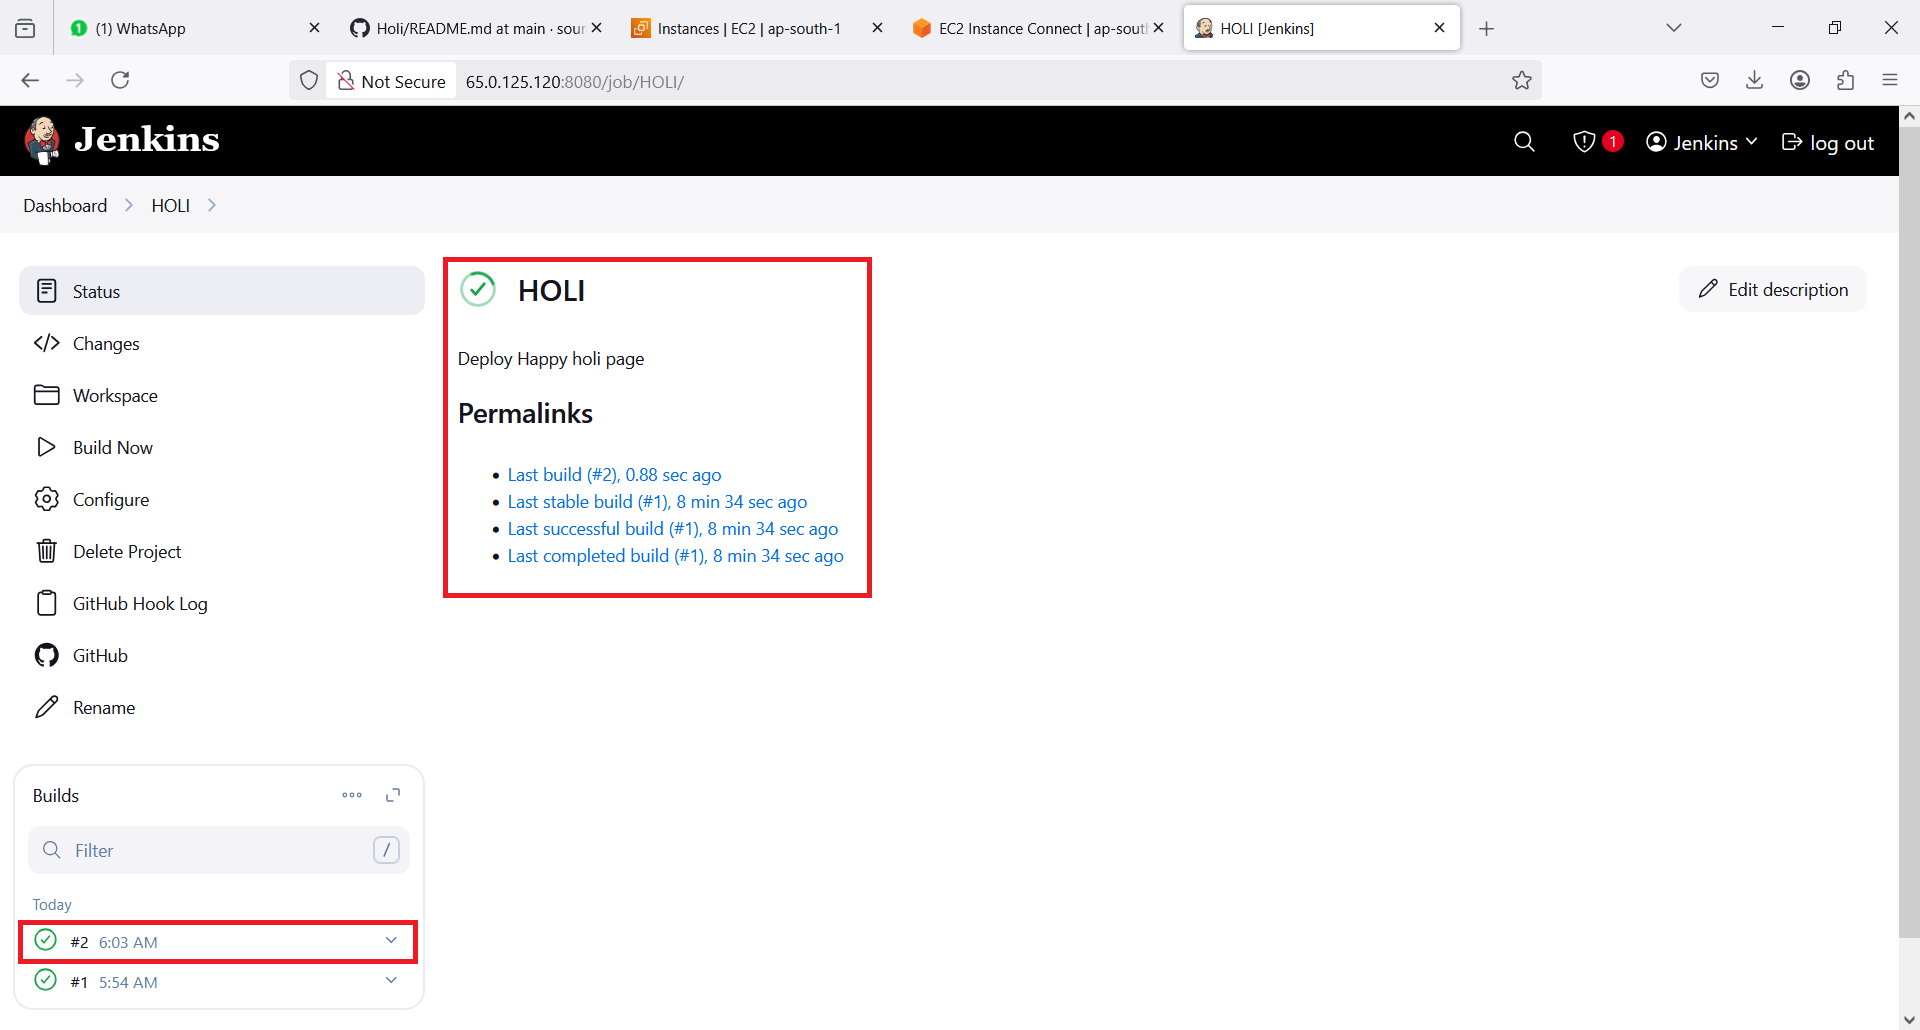 (1) WhatsApp
Holi/README.md at main · sour
Instances | EC2 | ap-south-1
EC2 Instance Connect | ap-sout
HOLI [Jenkins]
Not Secure
65.0.125.120:8080/job/HOLI/
Jenkins
1
Jenkins
log out
Dashboard
HOLI
Status
Changes
Workspace
Build Now
Configure
Delete Project
GitHub Hook Log
GitHub
Rename
HOLI
Edit description
Deploy Happy holi page
Permalinks
Last build (#2), 0.88 sec ago
Last stable build (#1), 8 min 34 sec ago
Last successful build (#1), 8 min 34 sec ago
Last completed build (#1), 8 min 34 sec ago
Builds
Filter
/
Today
#2 6:03 AM
#1 5:54 AM